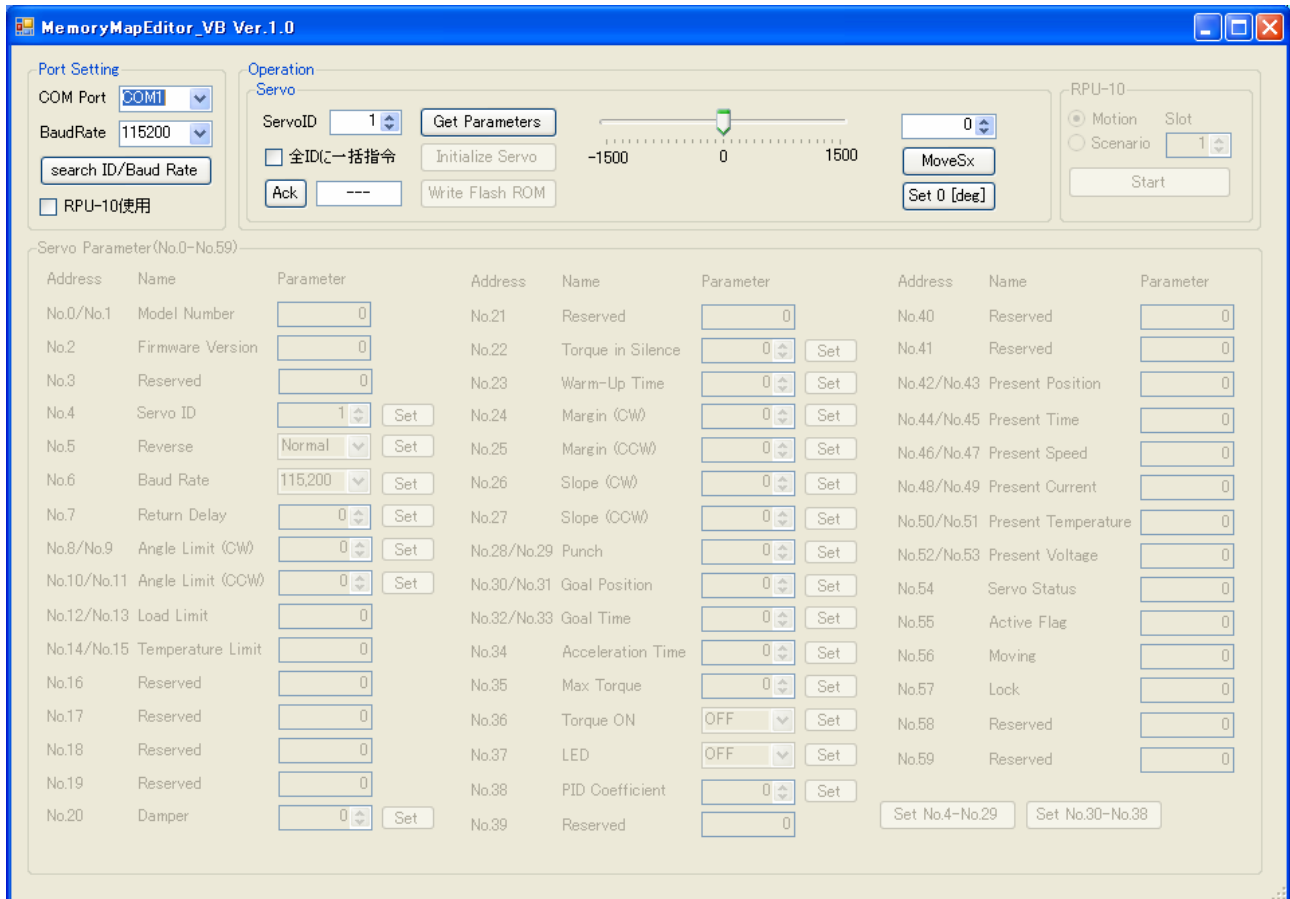 MemoryMapEditor_VB Ver.1.0
Port Setting
COM Port COM1
BaudRate 115200
search ID/Baud Rate
RPU-10使用
Operation
Servo
ServoID 1 Get Parameters
全IDに一括指令 Initialize Servo
Ack --- Write Flash ROM
-1500 0 1500
0
MoveSx
Set 0 [deg]
RPU-10
Motion Slot
Scenario 1
Start
Servo Parameter(No.0-No.59)
Address Name Parameter
No.0/No.1 Model Number 0
No.2 Firmware Version 0
No.3 Reserved 0
No.4 Servo ID 1 Set
No.5 Reverse Normal Set
No.6 Baud Rate 115,200 Set
No.7 Return Delay 0 Set
No.8/No.9 Angle Limit (CW) 0 Set
No.10/No.11 Angle Limit (CCW) 0 Set
No.12/No.13 Load Limit 0
No.14/No.15 Temperature Limit 0
No.16 Reserved 0
No.17 Reserved 0
No.18 Reserved 0
No.19 Reserved 0
No.20 Damper 0 Set
Address Name Parameter
No.21 Reserved 0
No.22 Torque in Silence 0 Set
No.23 Warm-Up Time 0 Set
No.24 Margin (CW) 0 Set
No.25 Margin (CCW) 0 Set
No.26 Slope (CW) 0 Set
No.27 Slope (CCW) 0 Set
No.28/No.29 Punch 0 Set
No.30/No.31 Goal Position 0 Set
No.32/No.33 Goal Time 0 Set
No.34 Acceleration Time 0 Set
No.35 Max Torque 0 Set
No.36 Torque ON OFF Set
No.37 LED OFF Set
No.38 PID Coefficient 0 Set
No.39 Reserved 0
Address Name Parameter
No.40 Reserved 0
No.41 Reserved 0
No.42/No.43 Present Position 0
No.44/No.45 Present Time 0
No.46/No.47 Present Speed 0
No.48/No.49 Present Current 0
No.50/No.51 Present Temperature 0
No.52/No.53 Present Voltage 0
No.54 Servo Status 0
No.55 Active Flag 0
No.56 Moving 0
No.57 Lock 0
No.58 Reserved 0
No.59 Reserved 0
Set No.4-No.29 Set No.30-No.38